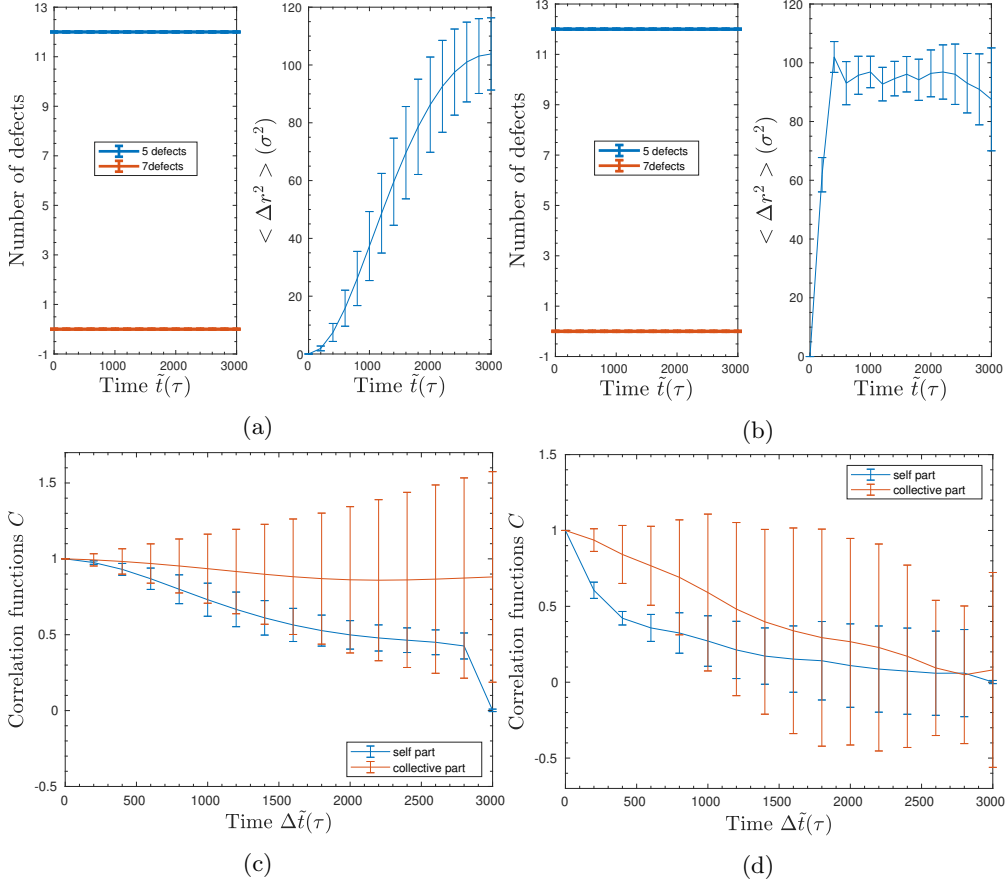 Number of defects
13
11
9
7
5
3
1
-1
5 defects
7defects
0 1000 2000 3000
Time t̃(τ)
< Δr² > (σ²)
120
100
80
60
40
20
0
0 1000 2000 3000
Time t̃(τ)
(a)
Number of defects
13
11
9
7
5
3
1
-1
5 defects
7defects
0 1000 2000 3000
Time t̃(τ)
< Δr² > (σ²)
120
100
80
60
40
20
0
0 1000 2000 3000
Time t̃(τ)
(b)
Correlation functions C
1.5
1
0.5
0
-0.5
self part
collective part
0 500 1000 1500 2000 2500 3000
Time Δt̃(τ)
(c)
Correlation functions C
1.5
1
0.5
0
-0.5
self part
collective part
0 500 1000 1500 2000 2500 3000
Time Δt̃(τ)
(d)